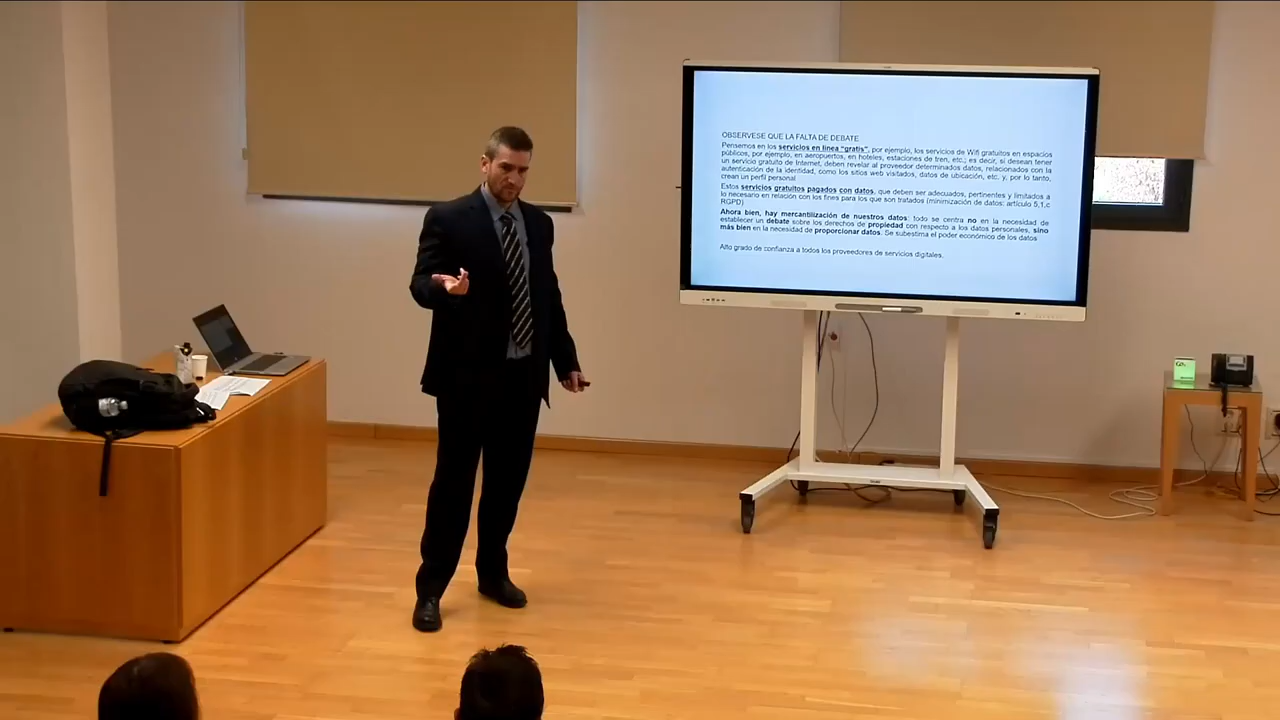 OBSERVESE QUE LA FALTA DE DEBATE
Pensemos en los servicios en línea "gratis", por ejemplo, los servicios de Wifi gratuitos en espacios
públicos, por ejemplo, en aeropuertos, en hoteles, estaciones de tren, etc.; es decir, si desean tener
un servicio gratuito de Internet, deben revelar al proveedor determinados datos, relacionados con la
autenticación de la identidad, como los sitios web visitados, datos de ubicación, etc. y, por lo tanto,
crean un perfil personal
Estos servicios gratuitos pagados con datos, que deben ser adecuados, pertinentes y limitados a
lo necesario en relación con los fines para los que son tratados (minimización de datos: artículo 5,1,c
RGPD)
Ahora bien, hay mercantilización de nuestros datos: todo se centra no en la necesidad de
establecer un debate sobre los derechos de propiedad con respecto a los datos personales, sino
más bien en la necesidad de proporcionar datos. Se subestima el poder económico de los datos
Alto grado de confianza a todos los proveedores de servicios digitales.